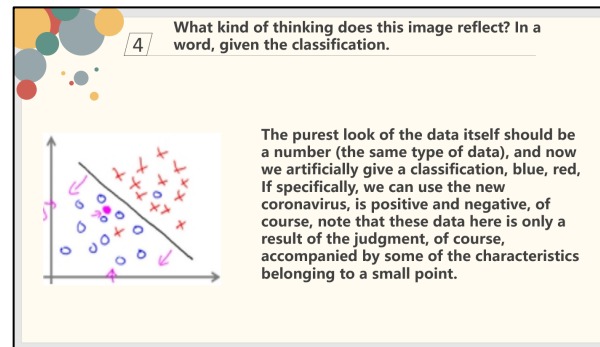 4
What kind of thinking does this image reflect? In a
word, given the classification.
The purest look of the data itself should be
a number (the same type of data), and now
we artificially give a classification, blue, red,
If specifically, we can use the new
coronavirus, is positive and negative, of
course, note that these data here is only a
result of the judgment, of course,
accompanied by some of the characteristics
belonging to a small point.